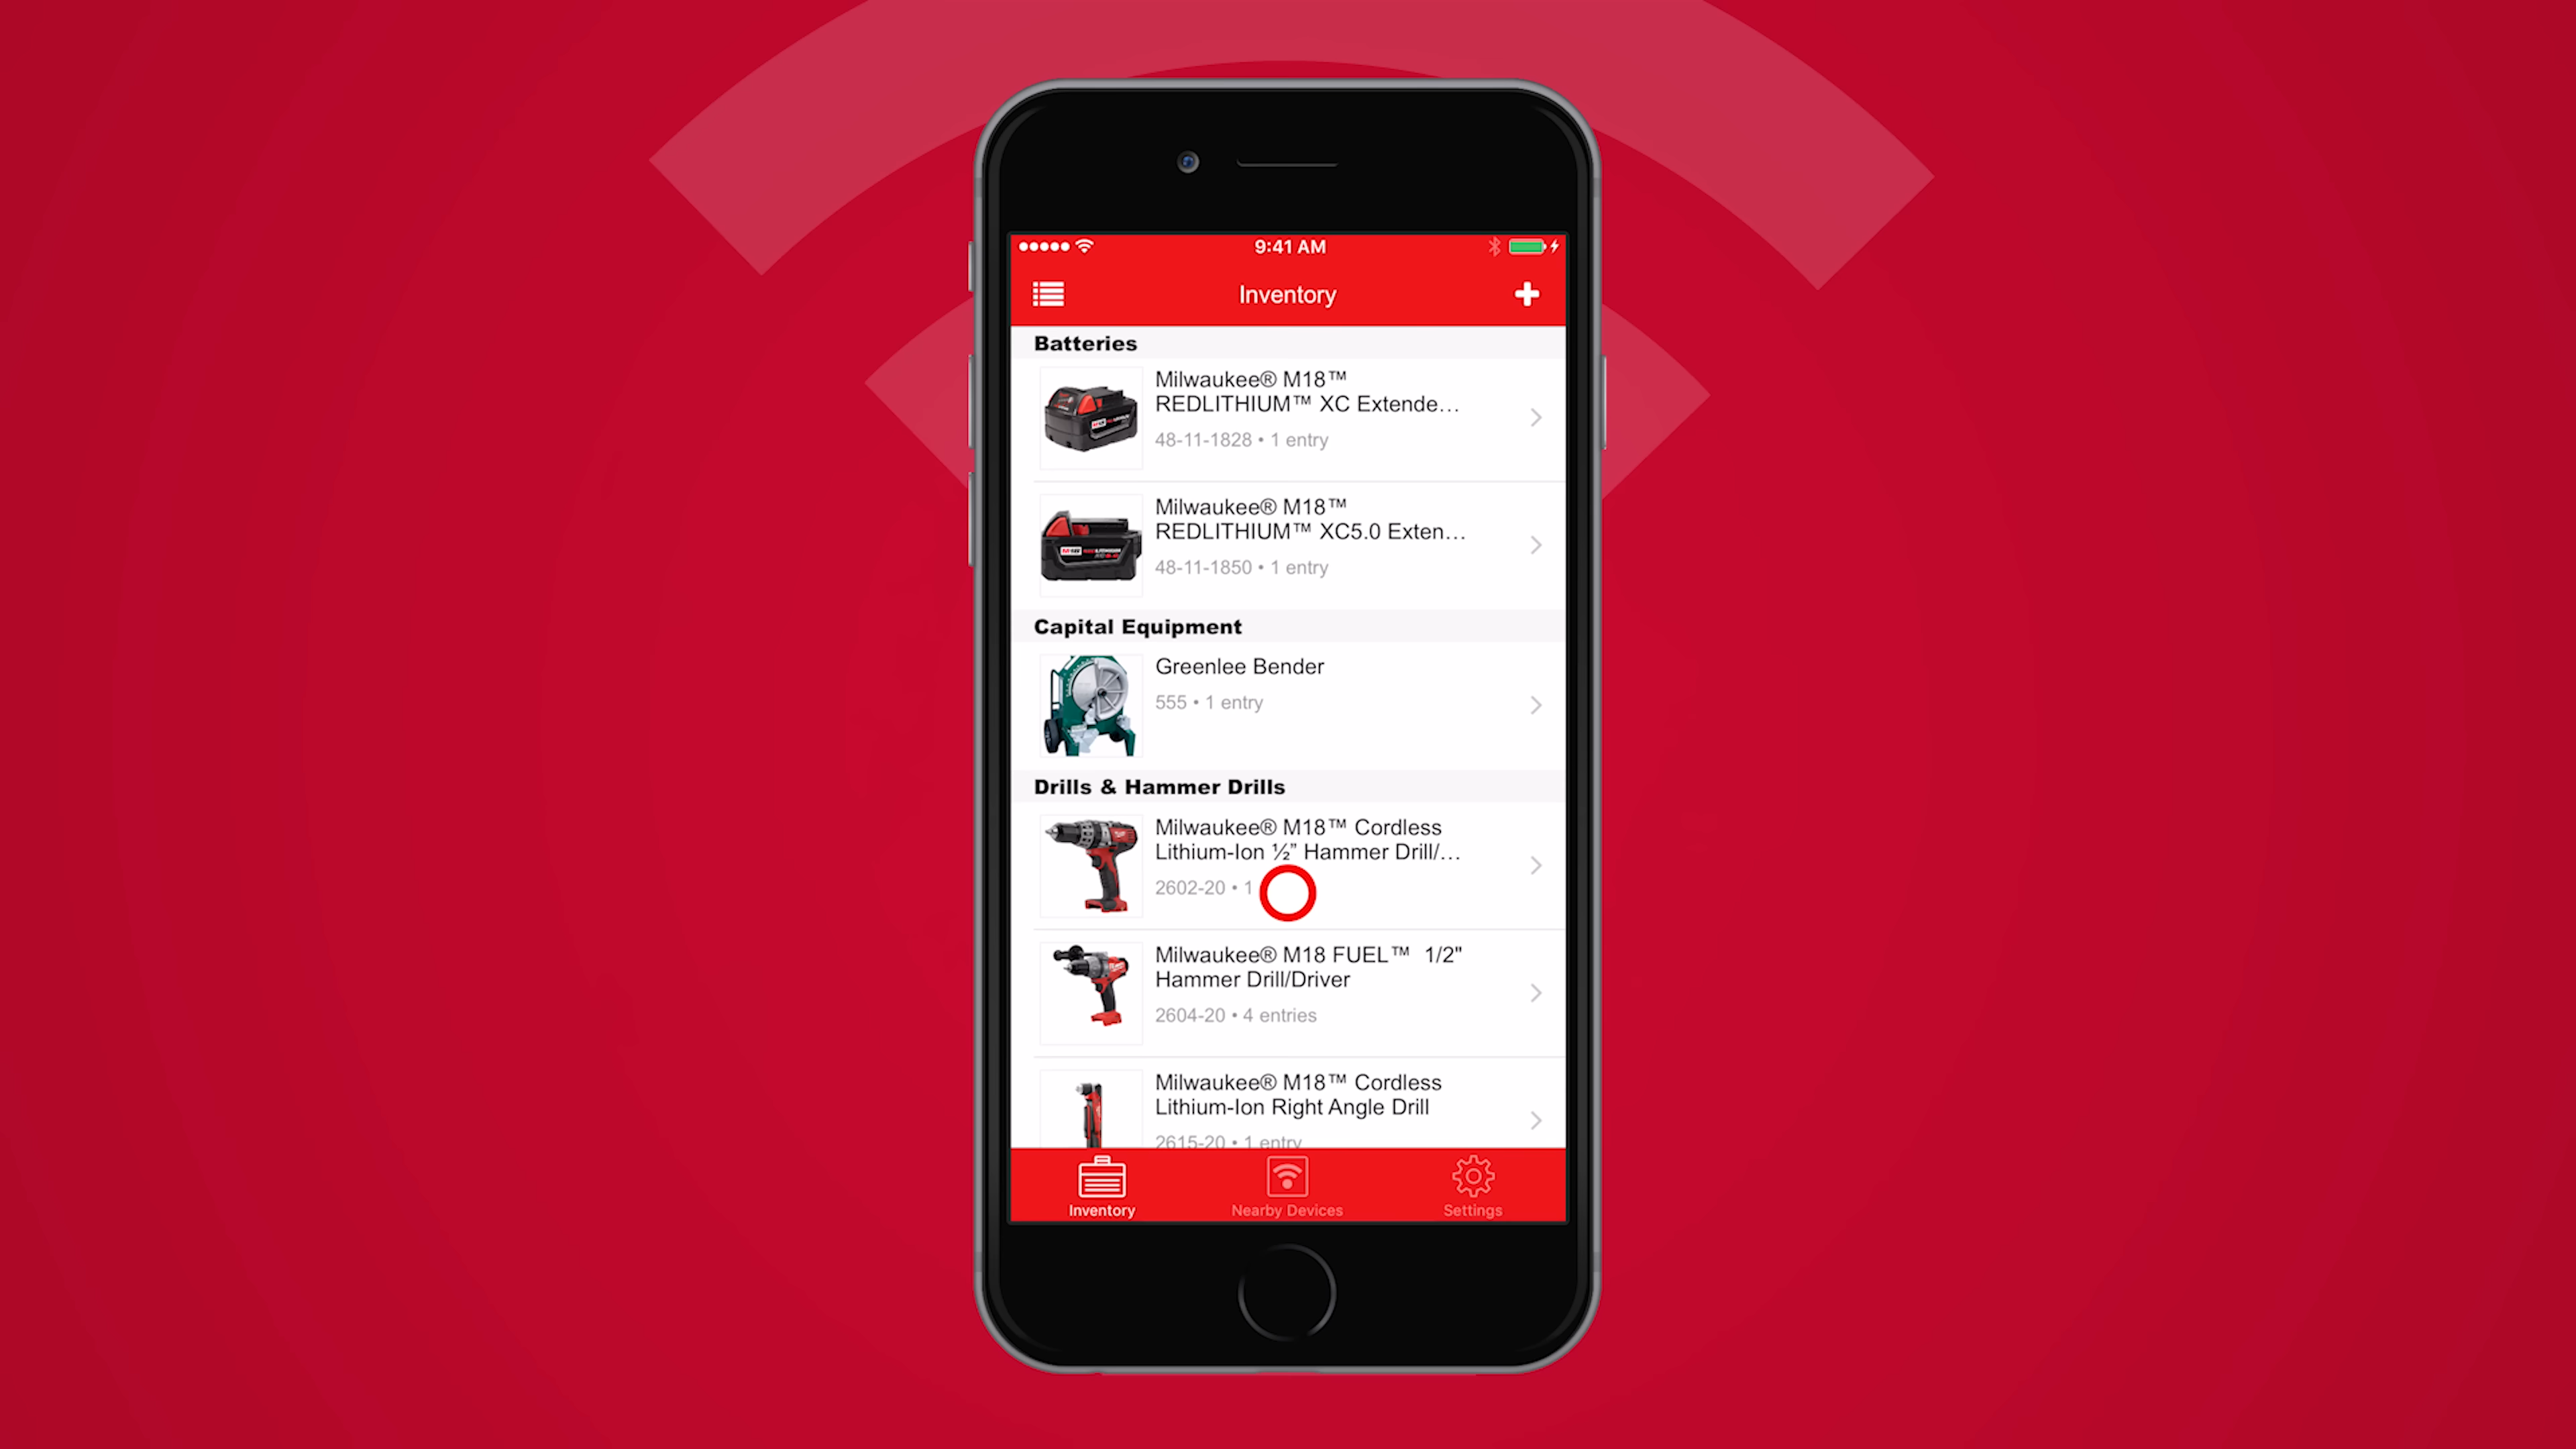 9:41 AM
Inventory
Batteries
Milwaukee® M18™
REDLITHIUM™ XC Extende…
48-11-1828 • 1 entry
Milwaukee® M18™
REDLITHIUM™ XC5.0 Exten…
48-11-1850 • 1 entry
Capital Equipment
Greenlee Bender
555 • 1 entry
Drills & Hammer Drills
Milwaukee® M18™ Cordless
Lithium-Ion ½” Hammer Drill/…
2602-20 • 1
Milwaukee® M18 FUEL™ 1/2"
Hammer Drill/Driver
2604-20 • 4 entries
Milwaukee® M18™ Cordless
Lithium-Ion Right Angle Drill
2615-20 • 1 entry
Inventory
Nearby Devices
Settings